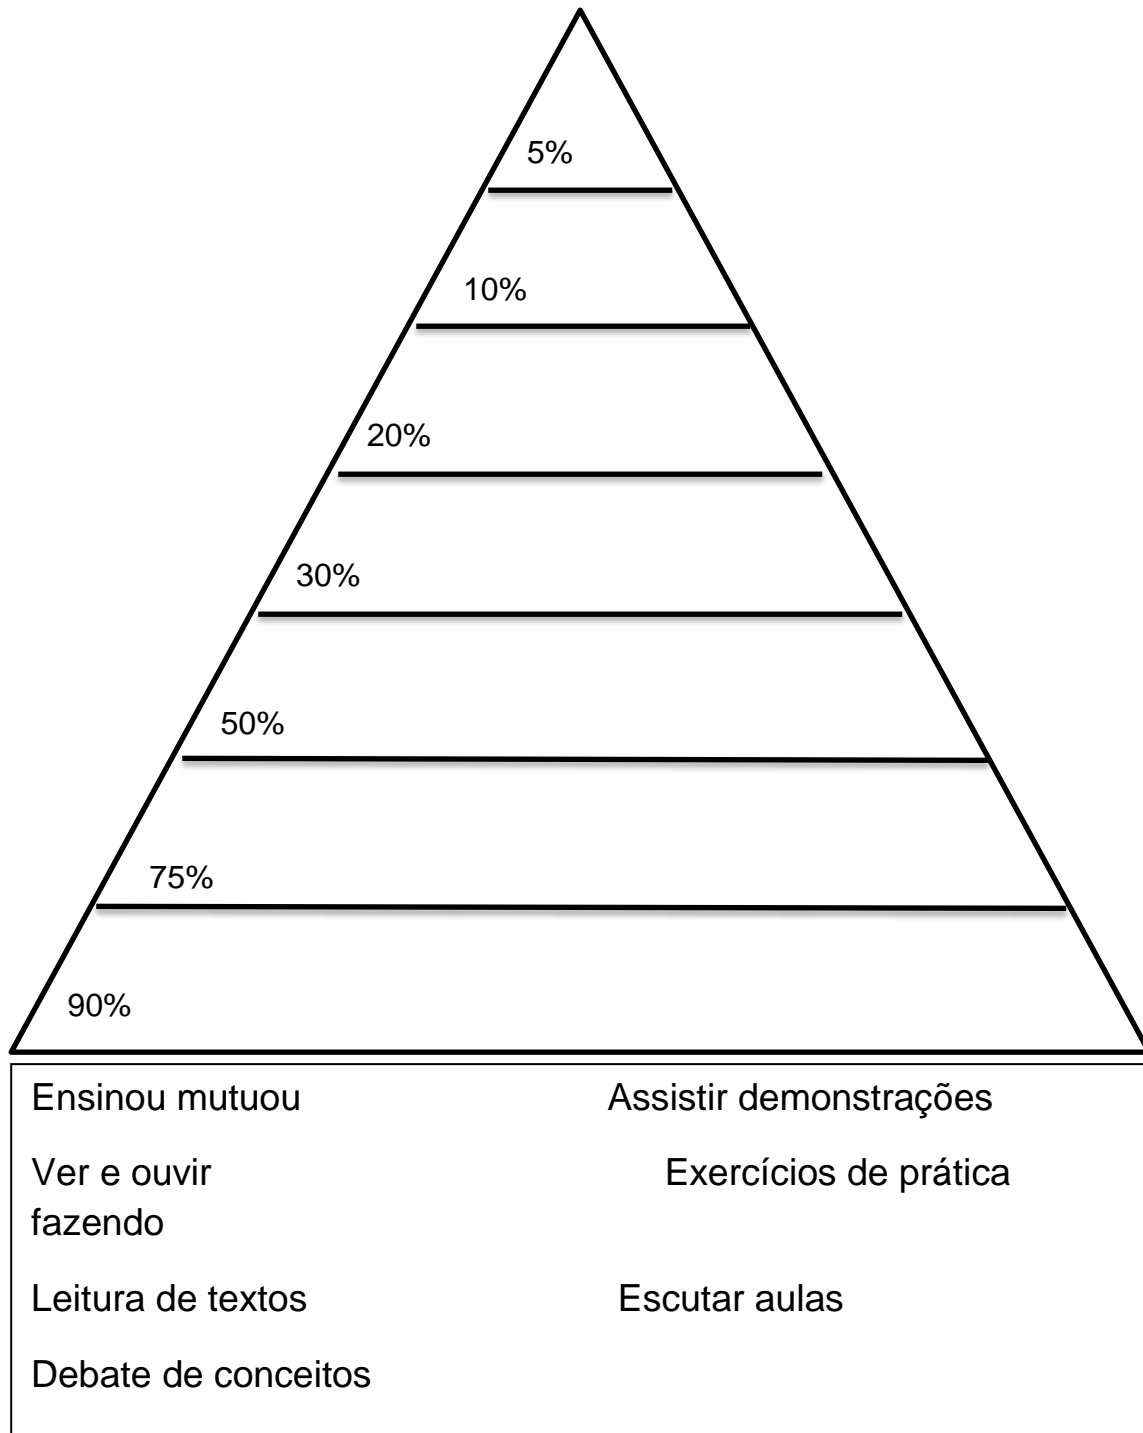 5%
10%
20%
30%
50%
75%
90%
Ensinou mutuou Assistir demonstrações
Ver e ouvir Exercícios de prática
fazendo
Leitura de textos Escutar aulas
Debate de conceitos